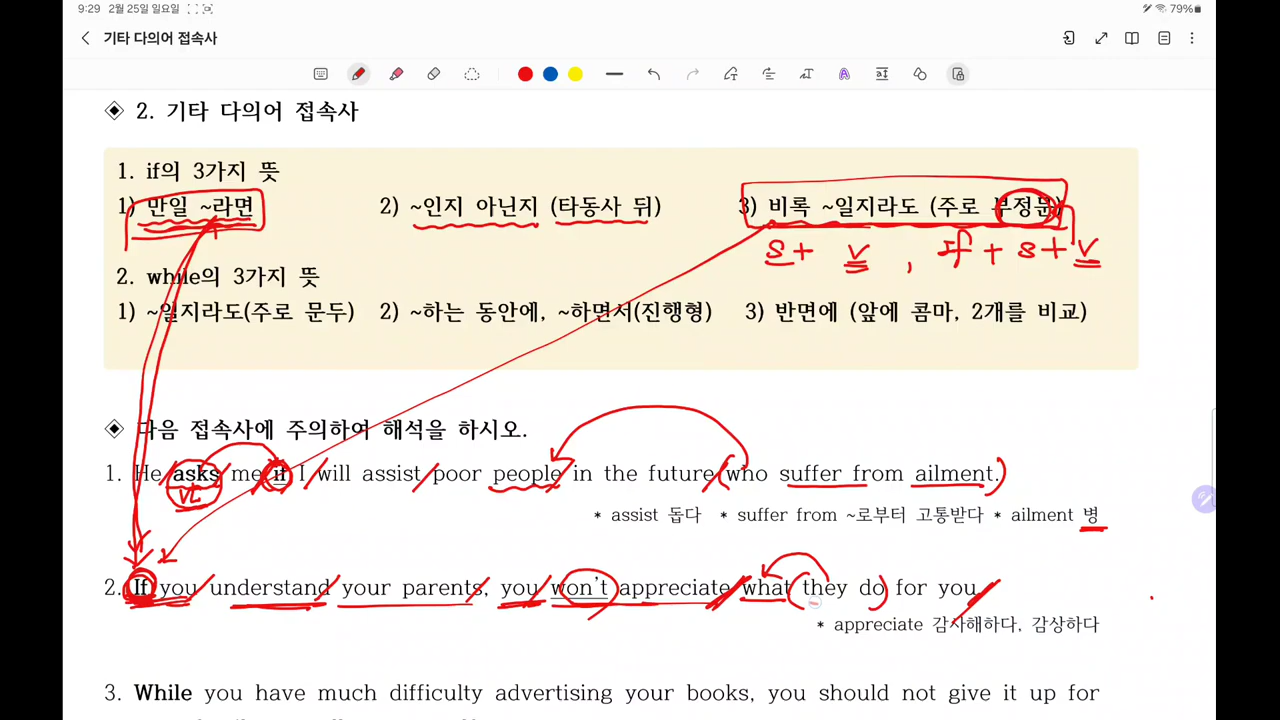 9:29 2월 25일 일요일 79%
기타 다의어 접속사
◈ 2. 기타 다의어 접속사
1. if의 3가지 뜻
1) 만일 ~라면 2) ~인지 아닌지 (타동사 뒤) 3) 비록 ~일지라도 (주로 부정문)
S+ V , If + S + V
2. while의 3가지 뜻
1) ~일지라도(주로 문두) 2) ~하는 동안에, ~하면서(진행형) 3) 반면에 (앞에 콤마, 2개를 비교)
◈ 다음 접속사에 주의하여 해석을 하시오.
1. He asks me if I will assist poor people in the future who suffer from ailment.
vt
* assist 돕다 * suffer from ~로부터 고통받다 * ailment 병
2. If you understand your parents, you won't appreciate what they do for you.
* appreciate 감사해하다, 감상하다
3. While you have much difficulty advertising your books, you should not give it up for